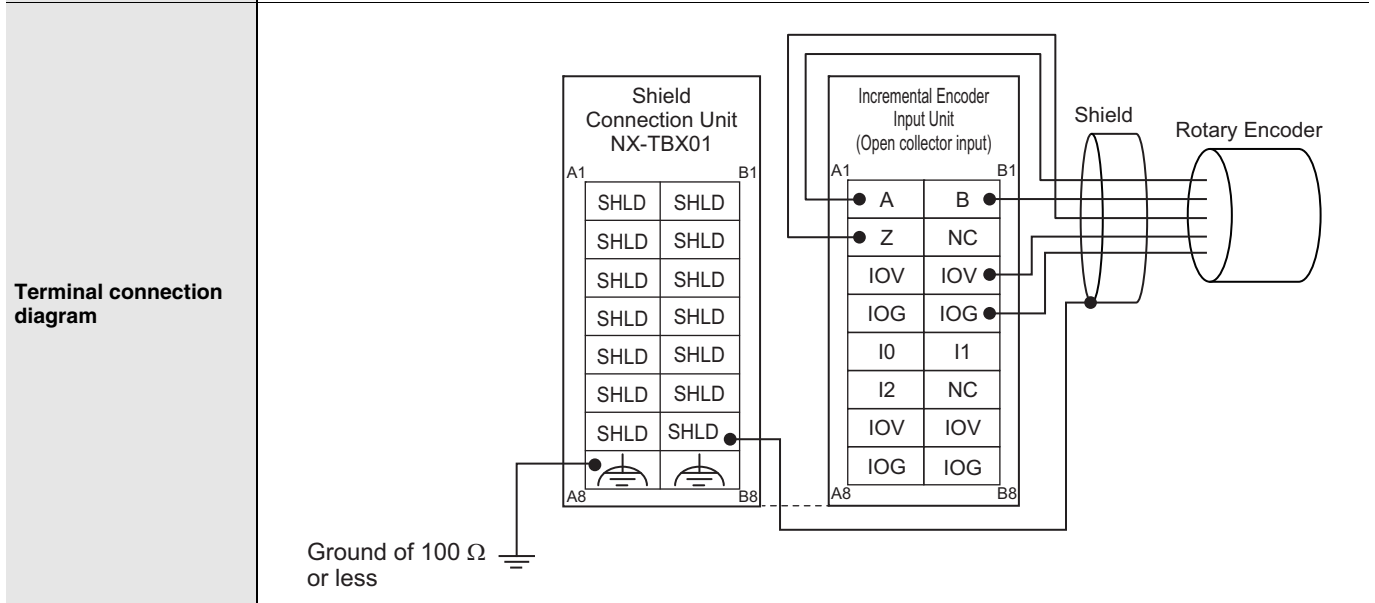 Terminal connection
diagram
Shield
Connection Unit
NX-TBX01
A1 B1
SHLD SHLD
SHLD SHLD
SHLD SHLD
SHLD SHLD
SHLD SHLD
SHLD SHLD
SHLD SHLD
A8 B8
Ground of 100 Ω
or less
Incremental Encoder
Input Unit
(Open collector input)
A1 B1
A B
Z NC
IOV IOV
IOG IOG
I0 I1
I2 NC
IOV IOV
IOG IOG
A8 B8
Shield
Rotary Encoder